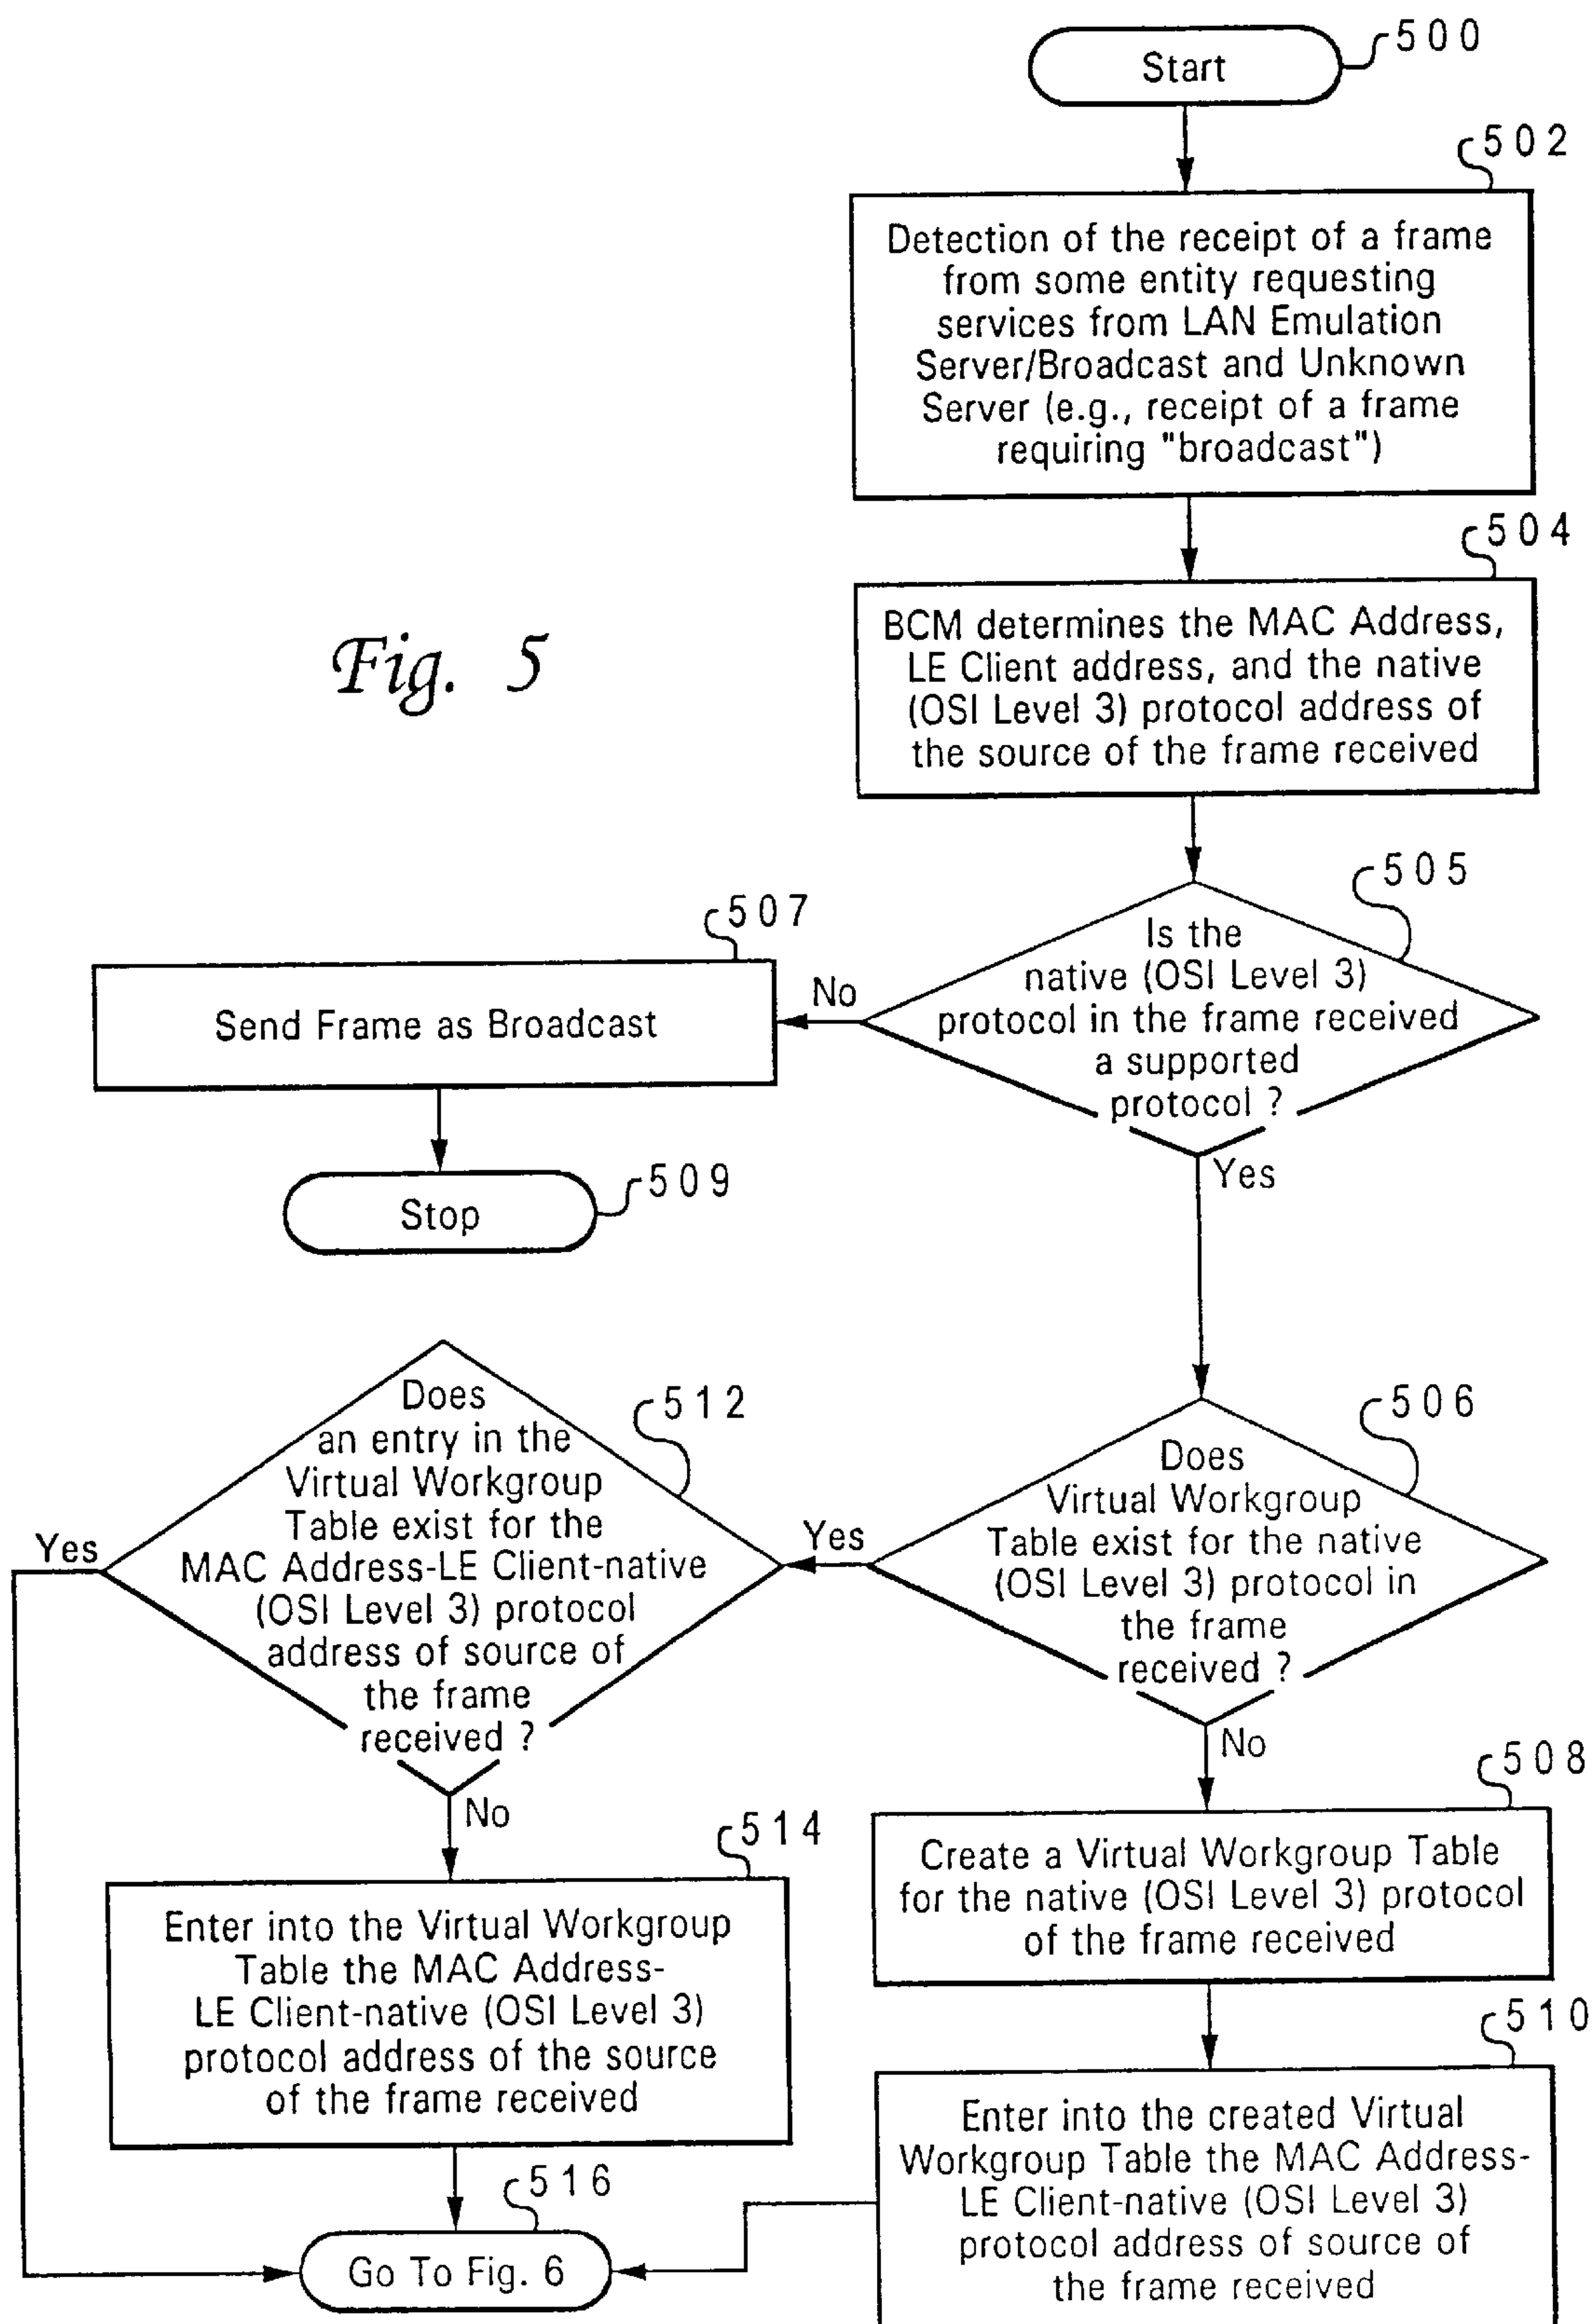 Start
500
502
Detection of the receipt of a frame
from some entity requesting
services from LAN Emulation
Server/Broadcast and Unknown
Server (e.g., receipt of a frame
requiring "broadcast")
504
BCM determines the MAC Address,
LE Client address, and the native
(OSI Level 3) protocol address of
the source of the frame received
Fig. 5
505
Is the
native (OSI Level 3)
protocol in the frame received
a supported
protocol ?
No
Yes
507
Send Frame as Broadcast
Stop
509
506
Does
Virtual Workgroup
Table exist for the native
(OSI Level 3) protocol in
the frame
received ?
Yes
No
512
Does
an entry in the
Virtual Workgroup
Table exist for the
MAC Address-LE Client-native
(OSI Level 3) protocol
address of source of
the frame
received ?
Yes
No
508
Create a Virtual Workgroup Table
for the native (OSI Level 3) protocol
of the frame received
514
Enter into the Virtual Workgroup
Table the MAC Address-
LE Client-native (OSI Level 3)
protocol address of the source
of the frame received
510
Enter into the created Virtual
Workgroup Table the MAC Address-
LE Client-native (OSI Level 3)
protocol address of source of
the frame received
516
Go To Fig. 6